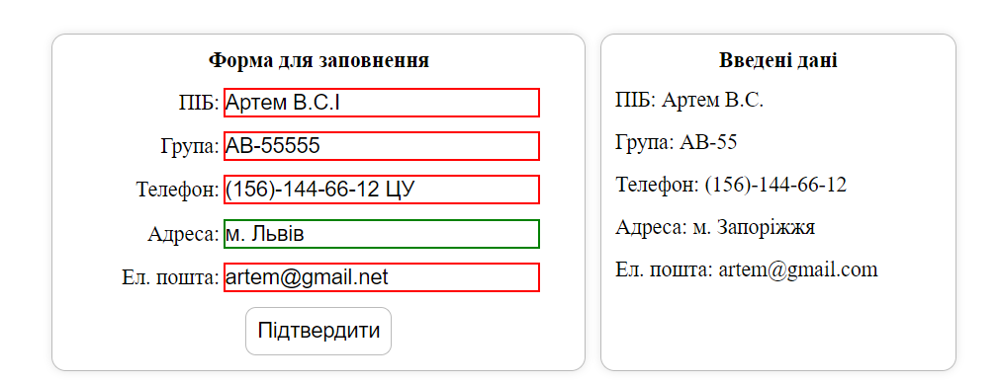 Форма для заповнення
ПІБ: Артем В.С.І
Група: АВ-55555
Телефон: (156)-144-66-12 ЦУ
Адреса: м. Львів
Ел. пошта: artem@gmail.net
Підтвердити
Введені дані
ПІБ: Артем В.С.
Група: АВ-55
Телефон: (156)-144-66-12
Адреса: м. Запоріжжя
Ел. пошта: artem@gmail.com